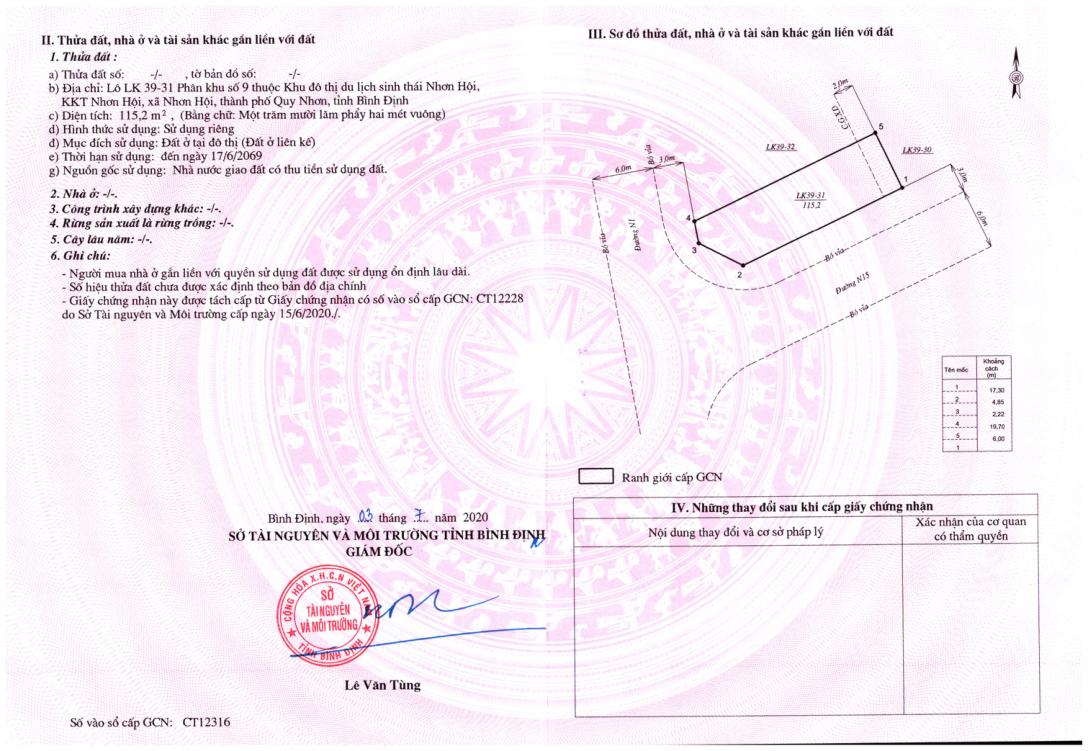 II. Thửa đất, nhà ở và tài sản khác gắn liền với đất
1. Thửa đất :
a) Thửa đất số: -/- , tờ bản đồ số: -/-
b) Địa chỉ: Lô LK 39-31 Phân khu số 9 thuộc Khu đô thị du lịch sinh thái Nhơn Hội,
KKT Nhơn Hội, xã Nhơn Hội, thành phố Quy Nhơn, tỉnh Bình Định
c) Diện tích: 115,2 m² , (Bằng chữ: Một trăm mười lăm phẩy hai mét vuông)
d) Hình thức sử dụng: Sử dụng riêng
đ) Mục đích sử dụng: Đất ở tại đô thị (Đất ở liên kế)
e) Thời hạn sử dụng: đến ngày 17/6/2069
g) Nguồn gốc sử dụng: Nhà nước giao đất có thu tiền sử dụng đất.
2. Nhà ở: -/-.
3. Công trình xây dựng khác: -/-.
4. Rừng sản xuất là rừng trồng: -/-.
5. Cây lâu năm: -/-.
6. Ghi chú:
- Người mua nhà ở gắn liền với quyền sử dụng đất được sử dụng ổn định lâu dài.
- Số hiệu thửa đất chưa được xác định theo bản đồ địa chính
- Giấy chứng nhận này được tách cấp từ Giấy chứng nhận có số vào sổ cấp GCN: CT12228
do Sở Tài nguyên và Môi trường cấp ngày 15/6/2020./.
Bình Định, ngày 03 tháng 7 năm 2020
SỞ TÀI NGUYÊN VÀ MÔI TRƯỜNG TỈNH BÌNH ĐỊNH
GIÁM ĐỐC
CỘNG HÒA X.H.C.N VIỆT NAM
SỞ
TÀI NGUYÊN
VÀ MÔI TRƯỜNG
TỈNH BÌNH ĐỊNH
Lê Văn Tùng
Số vào sổ cấp GCN: CT12316
III. Sơ đồ thửa đất, nhà ở và tài sản khác gắn liền với đất
2.0m
C.G.X.D
5
LK39-32
LK39-30
Bó vỉa
6.0m
3.0m
1
3.0m
LK39-31
115,2
4
6.0m
Đường N1
Bó vỉa
3
2
Bó vỉa
Đường N15
Bó vỉa
Tên mốc
Khoảng
cách
(m)
1
17,30
2
4,85
3
2,22
4
19,70
5
6,00
1
Ranh giới cấp GCN
IV. Những thay đổi sau khi cấp giấy chứng nhận
Nội dung thay đổi và cơ sở pháp lý
Xác nhận của cơ quan
có thẩm quyền